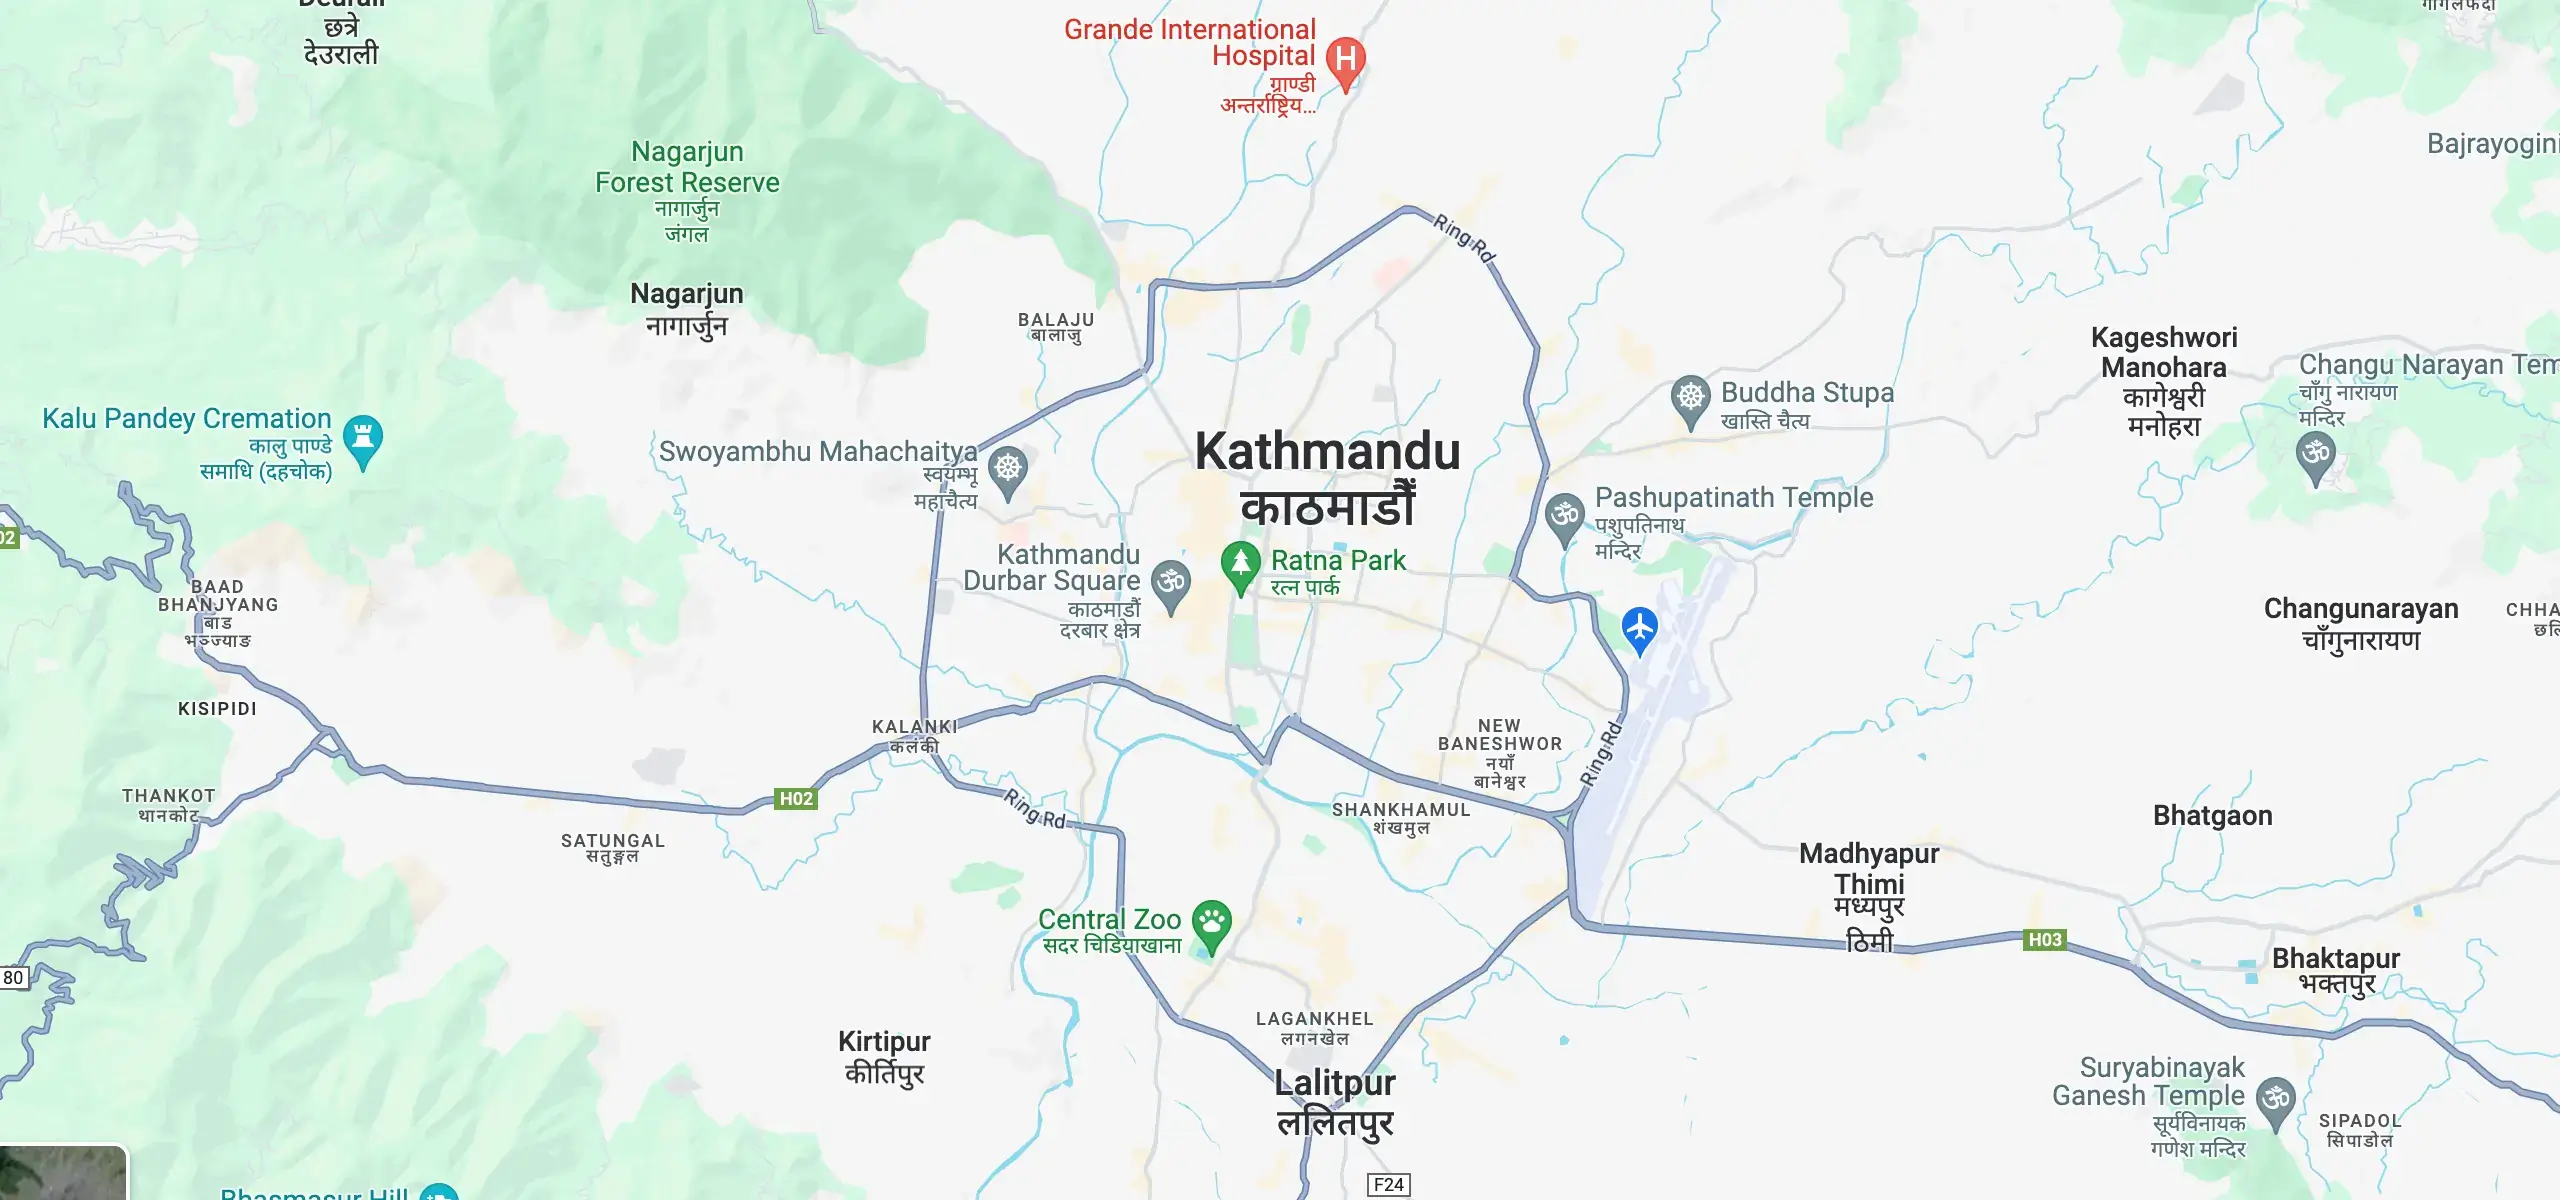 Deurali
छत्रे
देउराली
Grande International
Hospital
ग्राण्डी
अन्तर्राष्ट्रिय...
Nagarjun
Forest Reserve
नागार्जुन
जंगल
Bajrayogini
Ring Rd
Nagarjun
नागार्जुन
BALAJU
बालाजु
Kageshwori
Manohara
कागेश्वरी
मनोहरा
Changu Narayan Tem
चाँगु नारायण
मन्दिर
Buddha Stupa
खास्ति चैत्य
Kalu Pandey Cremation
कालु पाण्डे
समाधि (दहचोक)
Swoyambhu Mahachaitya
स्वयम्भू
महाचैत्य
Kathmandu
काठमाडौं
Pashupatinath Temple
पशुपतिनाथ
मन्दिर
02
Kathmandu
Durbar Square
काठमाडौं
दरबार क्षेत्र
Ratna Park
रत्न पार्क
BAAD
BHANJYANG
बाड
भञ्ज्याङ
Changunarayan
चाँगुनारायण
CHHA
KISIPIDI
KALANKI
कलंकी
NEW
BANESHWOR
नयाँ
बानेश्वर
Ring Rd
THANKOT
थानकोट
H02
Ring Rd
SHANKHAMUL
शंखमुल
Bhatgaon
SATUNGAL
सतुङ्गल
Madhyapur
Thimi
मध्यपुर
ठिमी
Central Zoo
सदर चिडियाखाना
H03
Bhaktapur
भक्तपुर
80
LAGANKHEL
लगनखेल
Kirtipur
कीर्तिपुर
Lalitpur
ललितपुर
Suryabinayak
Ganesh Temple
सूर्यविनायक
गणेश मन्दिर
SIPADOL
सिपाडोल
F24
Bhasmasur Hill